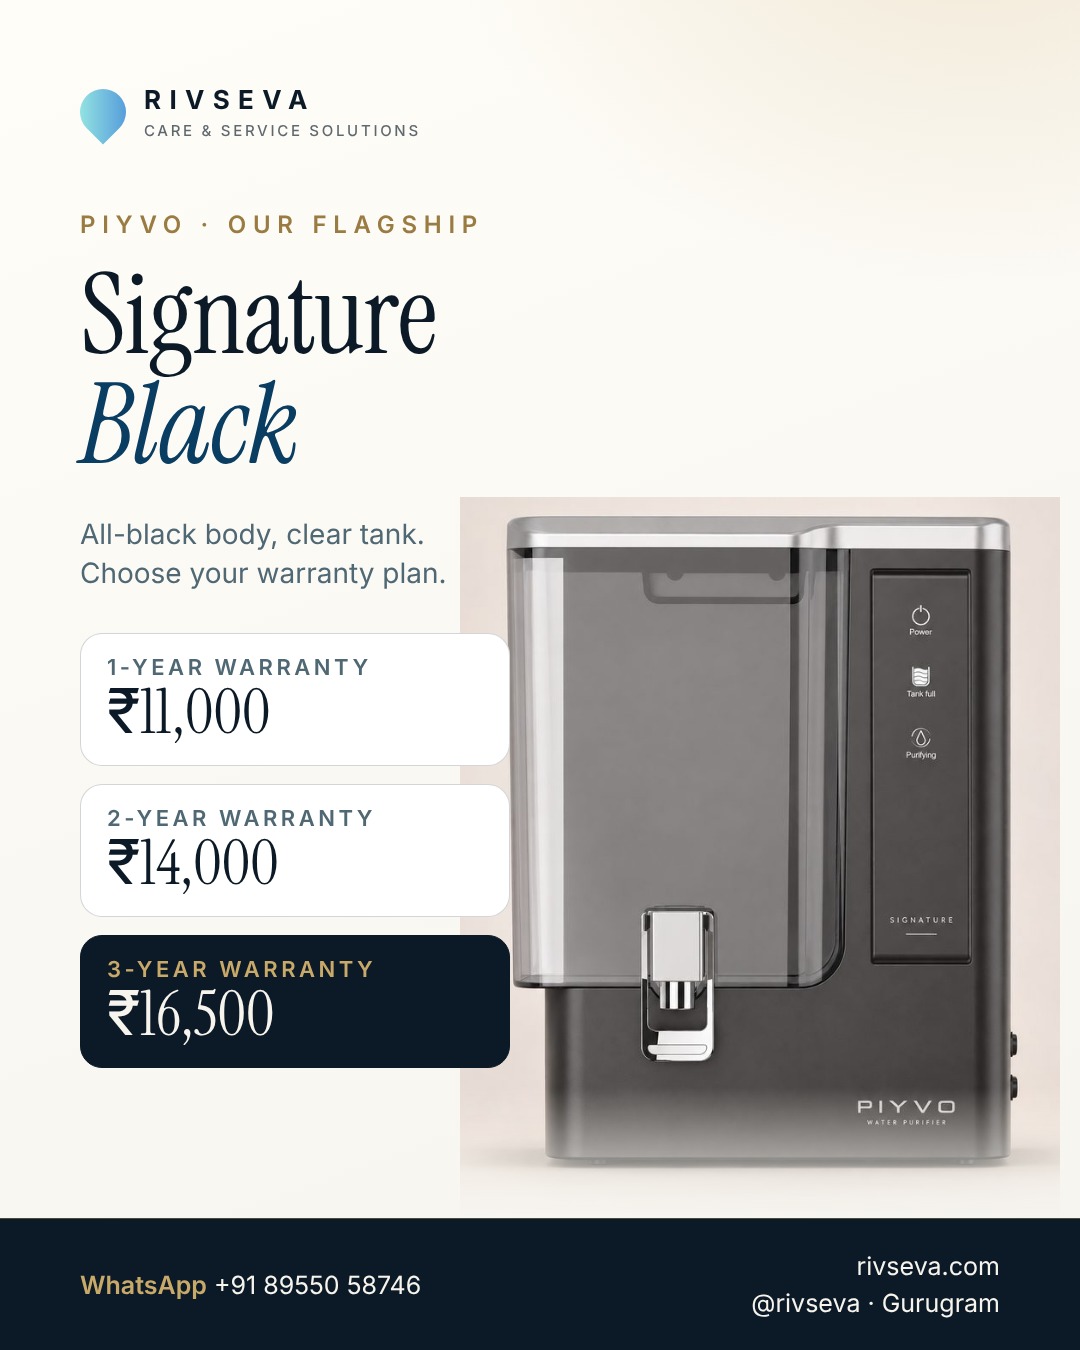 RIVSEVA
CARE & SERVICE SOLUTIONS
PIYVO · OUR FLAGSHIP
Signature
Black
All-black body, clear tank.
Choose your warranty plan.
1-YEAR WARRANTY
₹11,000
2-YEAR WARRANTY
₹14,000
3-YEAR WARRANTY
₹16,500
Power
Tank full
Purifying
SIGNATURE
PIYVO
WATER PURIFIER
WhatsApp +91 89550 58746
rivseva.com
@rivseva · Gurugram